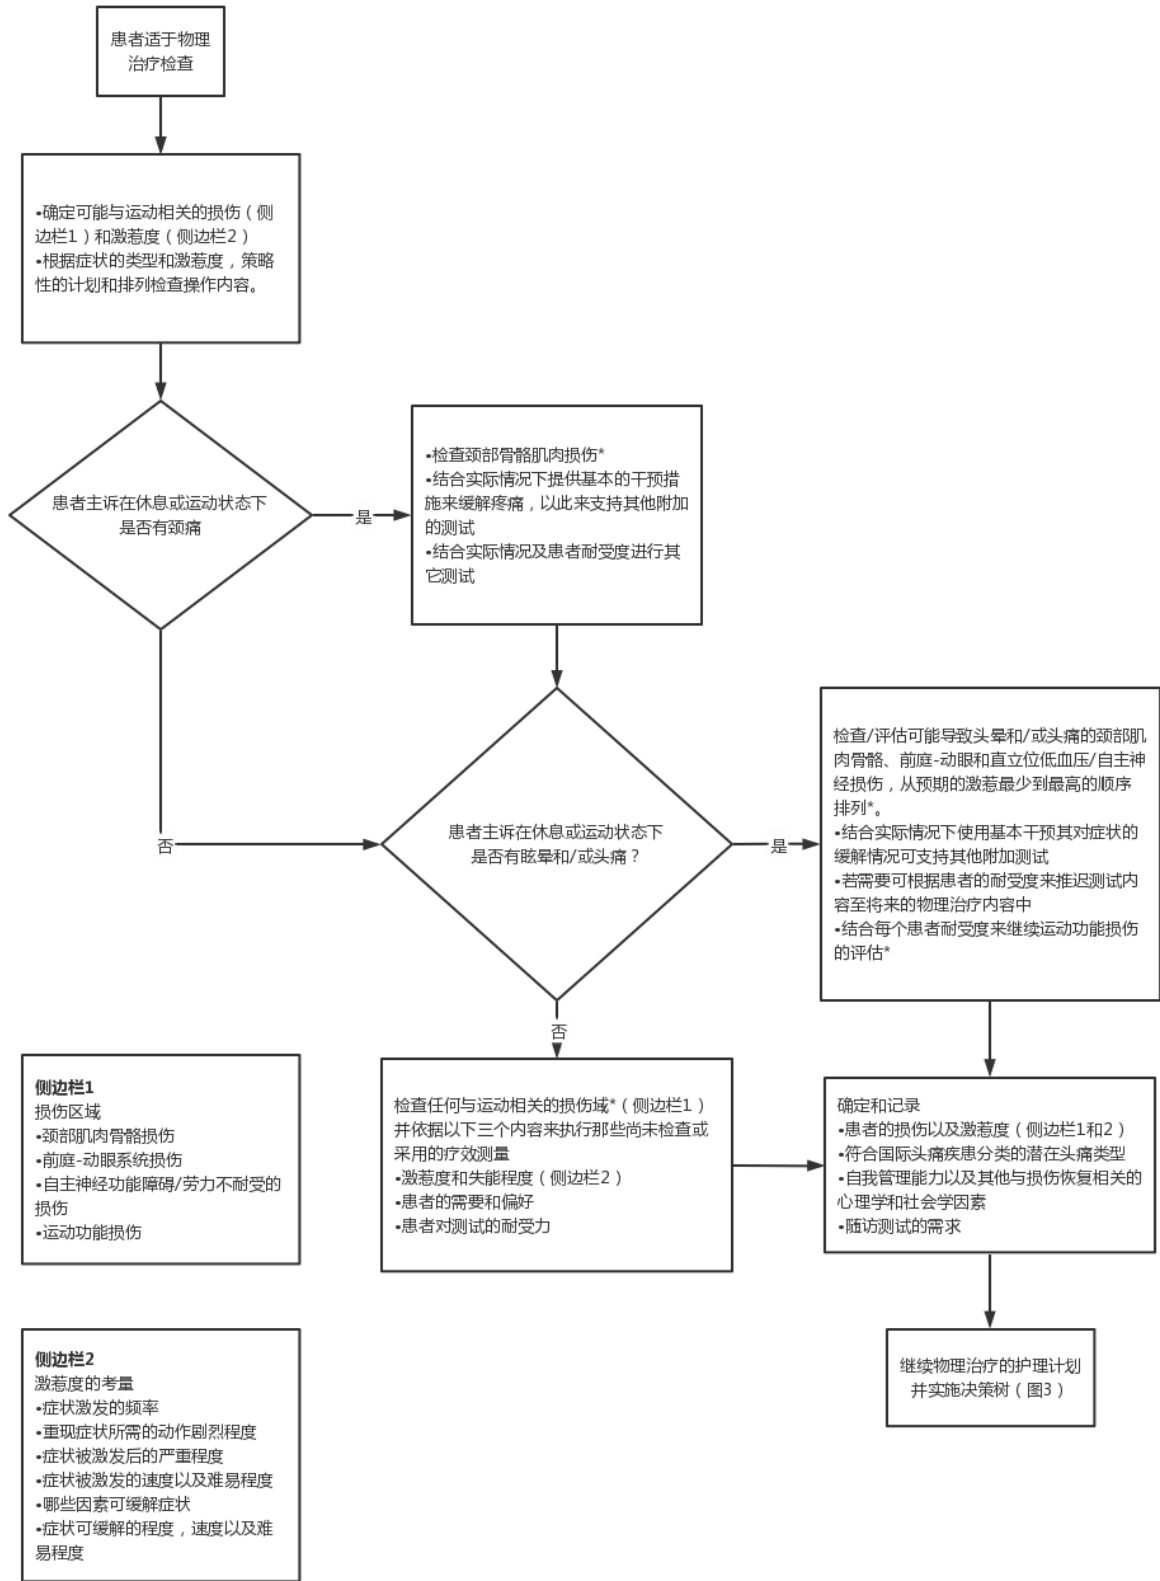 患者适于物理
治疗检查
•确定可能与运动相关的损伤（侧
边栏1）和激惹度（侧边栏2）
•根据症状的类型和激惹度，策略
性的计划和排列检查操作内容。
患者主诉在休息或运动状态下
是否有颈痛
是
•检查颈部骨骼肌肉损伤*
•结合实际情况下提供基本的干预措
施来缓解疼痛，以此来支持其他附加
的测试
•结合实际情况及患者耐受度进行其
它测试
否
患者主诉在休息或运动状态下
是否有眩晕和/或头痛？
是
检查/评估可能导致头晕和/或头痛的颈部肌
肉骨骼、前庭-动眼和直立位低血压/自主神
经损伤，从预期的激惹最少到最高的顺序
排列*。
•结合实际情况下使用基本干预其对症状的
缓解情况可支持其他附加测试
•若需要可根据患者的耐受度来推迟测试内
容至将来的物理治疗内容中
•结合每个患者耐受度来继续运动功能损伤
的评估*
否
检查任何与运动相关的损伤域*（侧边栏1）
并依据以下三个内容来执行那些尚未检查或
采用的疗效测量
•激惹度和失能程度（侧边栏2）
•患者的需要和偏好
•患者对测试的耐受力
确定和记录
•患者的损伤以及激惹度（侧边栏1和2）
•符合国际头痛疾患分类的潜在头痛类型
•自我管理能力以及其他与损伤恢复相关的
心理学和社会学因素
•随访测试的需求
继续物理治疗的护理计划
并实施决策树（图3）
侧边栏1
损伤区域
•颈部肌肉骨骼损伤
•前庭-动眼系统损伤
•自主神经功能障碍/劳力不耐受的
损伤
•运动功能损伤
侧边栏2
激惹度的考量
•症状激发的频率
•重现症状所需的动作剧烈程度
•症状被激发后的严重程度
•症状被激发的速度以及难易程度
•哪些因素可缓解症状
•症状可缓解的程度，速度以及难
易程度